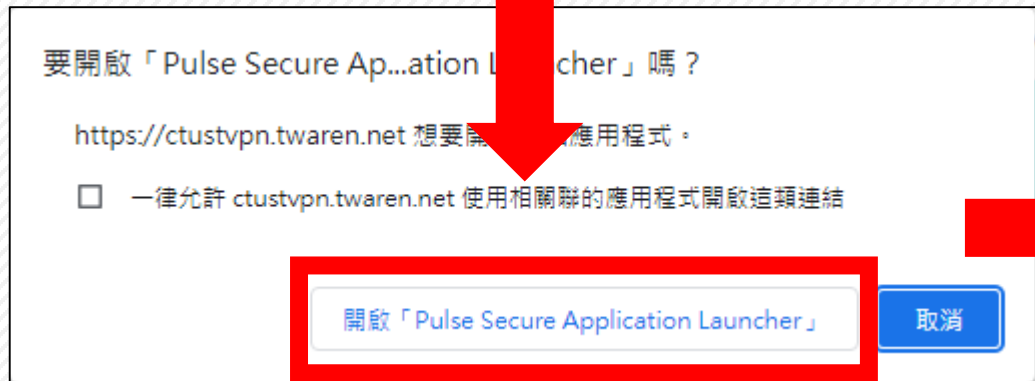 要開啟「Pulse Secure Ap...ation L cher」嗎？
https://ctustvpn.twaren.net 想要開 應用程式。
一律允許 ctustvpn.twaren.net 使用相關聯的應用程式開啟這類連結
開啟「Pulse Secure Application Launcher」
取消